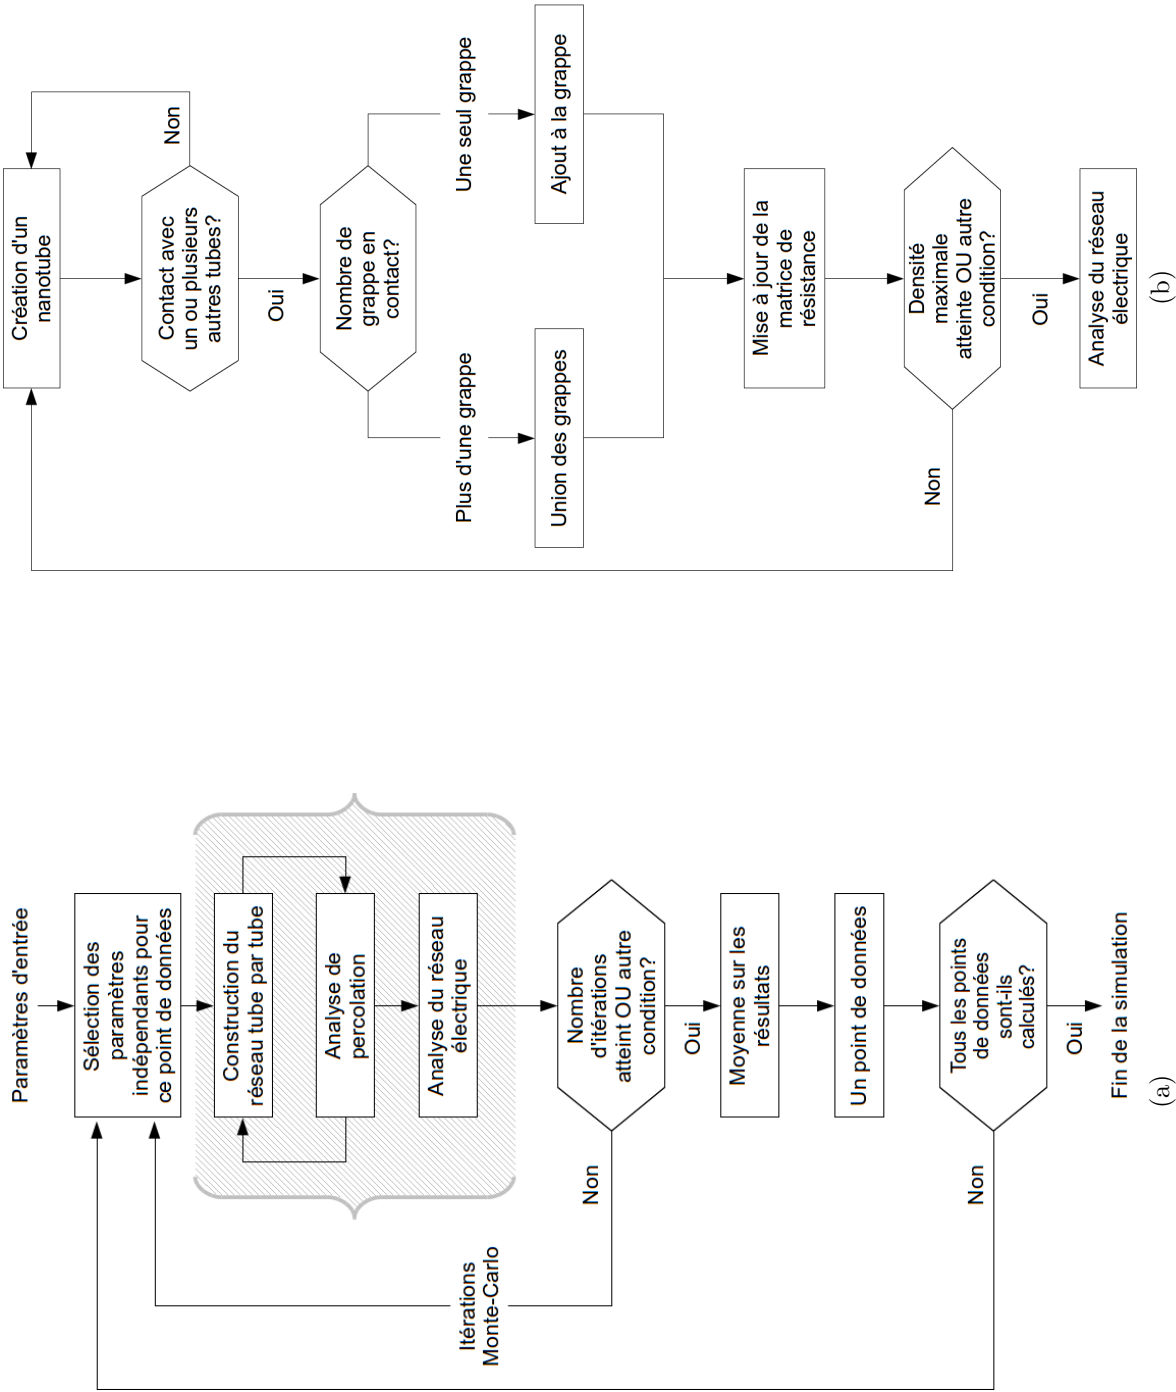 Paramètres d'entrée
Sélection des
paramètres
indépendants pour
ce point de données
Construction du
réseau tube par tube
Analyse de
percolation
Analyse du réseau
électrique
Itérations
Monte-Carlo
Nombre
d'itérations
atteint OU autre
condition?
Non
Oui
Moyenne sur les
résultats
Un point de données
Tous les points
de données
sont-ils
calculés?
Non
Oui
Fin de la simulation
(a)
Création d'un
nanotube
Non
Contact avec
un ou plusieurs
autres tubes?
Oui
Nombre de
grappe en
contact?
Plus d'une grappe
Une seul grappe
Union des grappes
Ajout à la grappe
Mise à jour de la
matrice de
résistance
Densité
maximale
atteinte OU autre
condition?
Non
Oui
Analyse du réseau
électrique
(b)